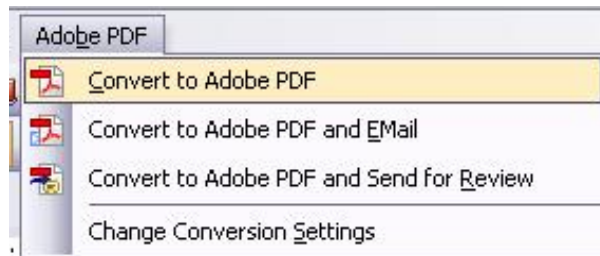 Adobe PDF
Convert to Adobe PDF
Convert to Adobe PDF and EMail
Convert to Adobe PDF and Send for Review
Change Conversion Settings